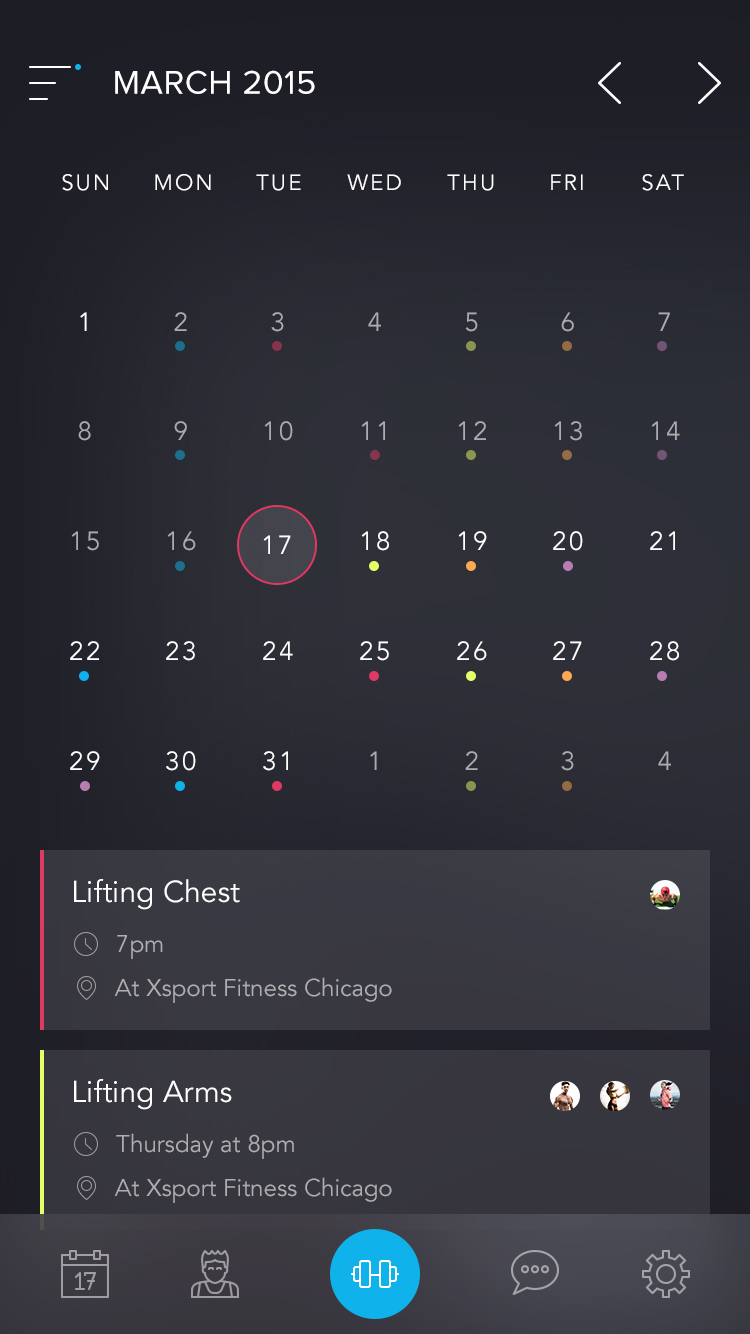 MARCH 2015
SUN MON TUE WED THU FRI SAT
1 2 3 4 5 6 7
8 9 10 11 12 13 14
15 16 17 18 19 20 21
22 23 24 25 26 27 28
29 30 31 1 2 3 4
Lifting Chest
7pm
At Xsport Fitness Chicago
Lifting Arms
Thursday at 8pm
At Xsport Fitness Chicago
17